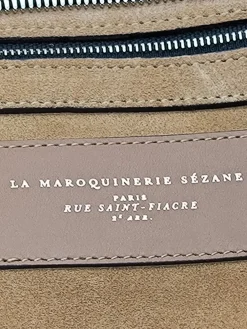 LA MAROQUINERIE SÉZANE
PARIS
RUE SAINT-FIACRE
2E ARR.